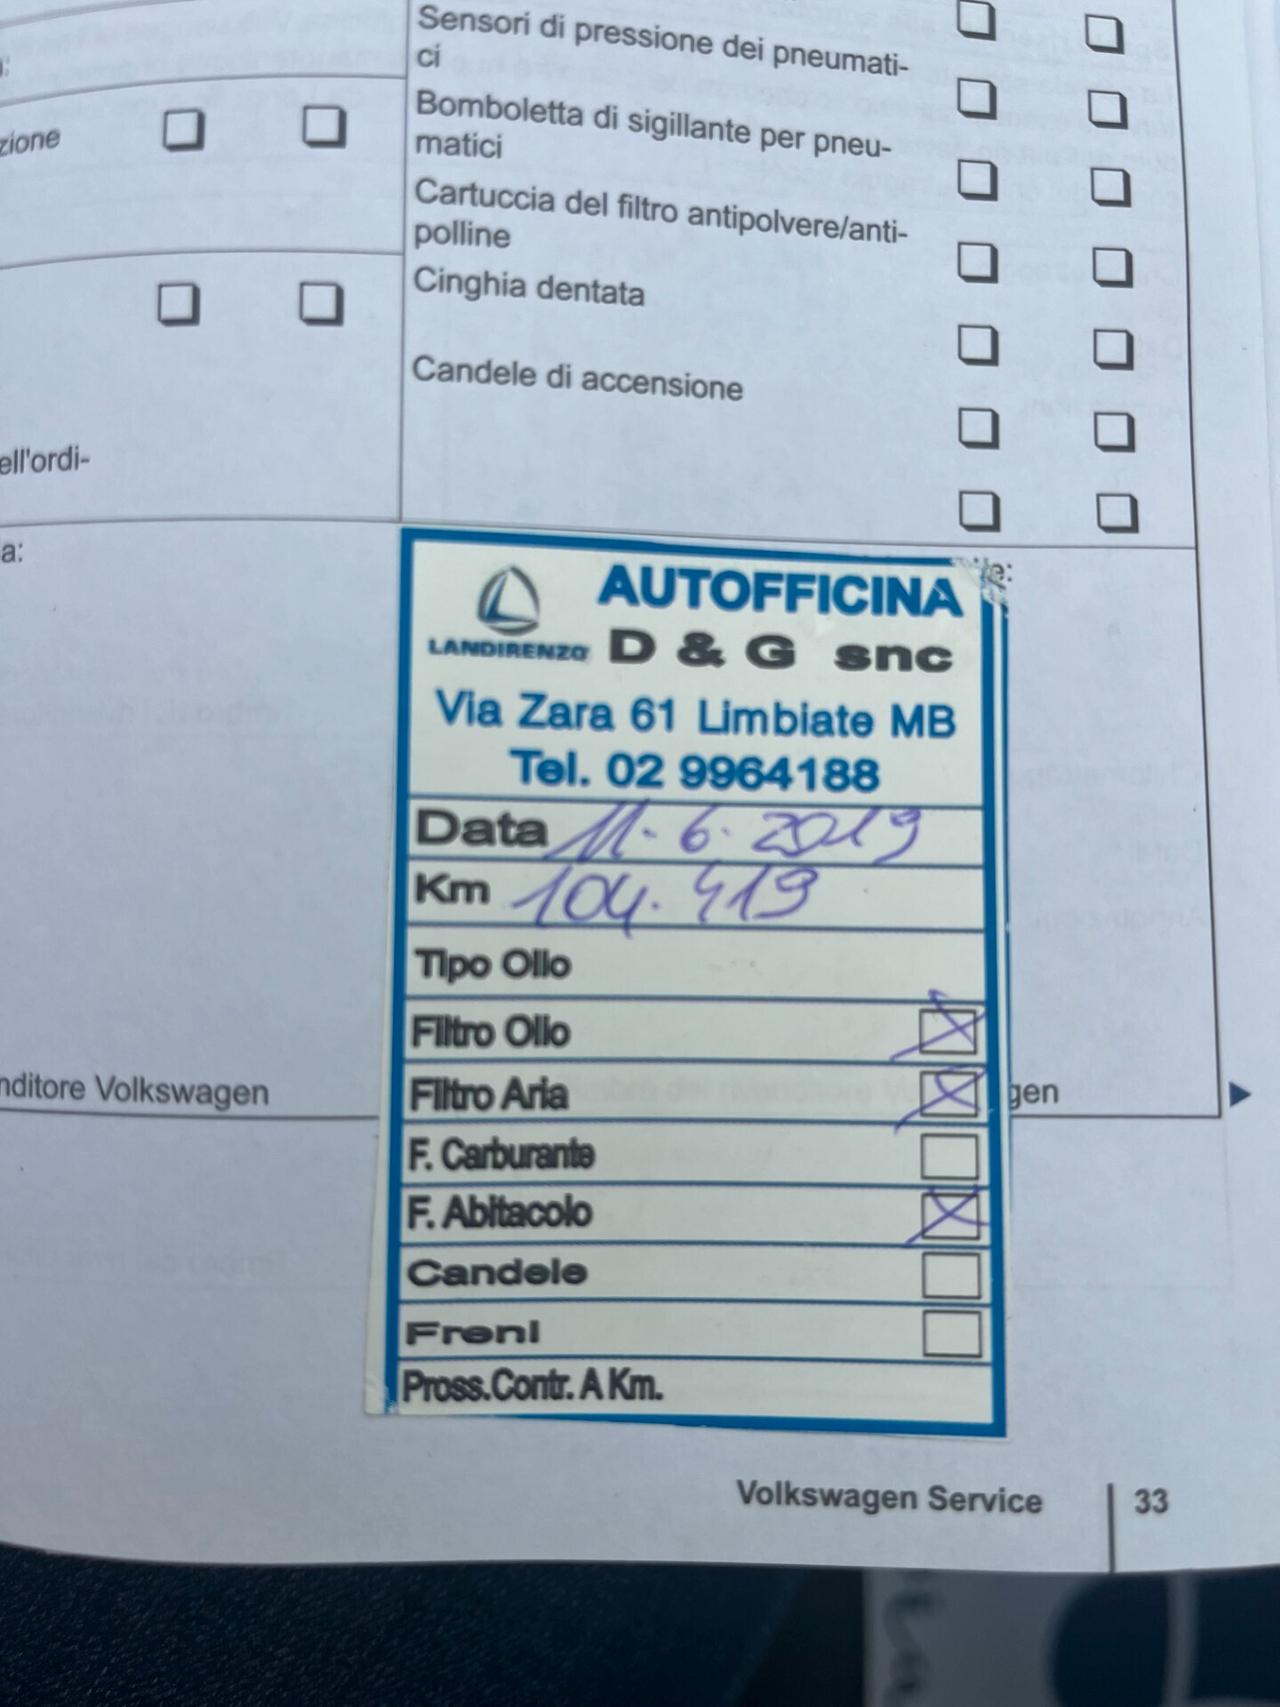 Sensori di pressione dei pneumati-
ci
Bomboletta di sigillante per pneu-
matici
Cartuccia del filtro antipolvere/anti-
polline
Cinghia dentata
Candele di accensione
zione
ell'ordi-
a:
e:
AUTOFFICINA
LANDIRENZO D & G snc
Via Zara 61 Limbiate MB
Tel. 02 9964188
Data 11.6.2019
Km 104.419
Tipo Olio
Filtro Olio
Filtro Aria
F. Carburante
F. Abitacolo
Candele
Freni
Pross.Contr. A Km.
nditore Volkswagen
gen
Volkswagen Service 33